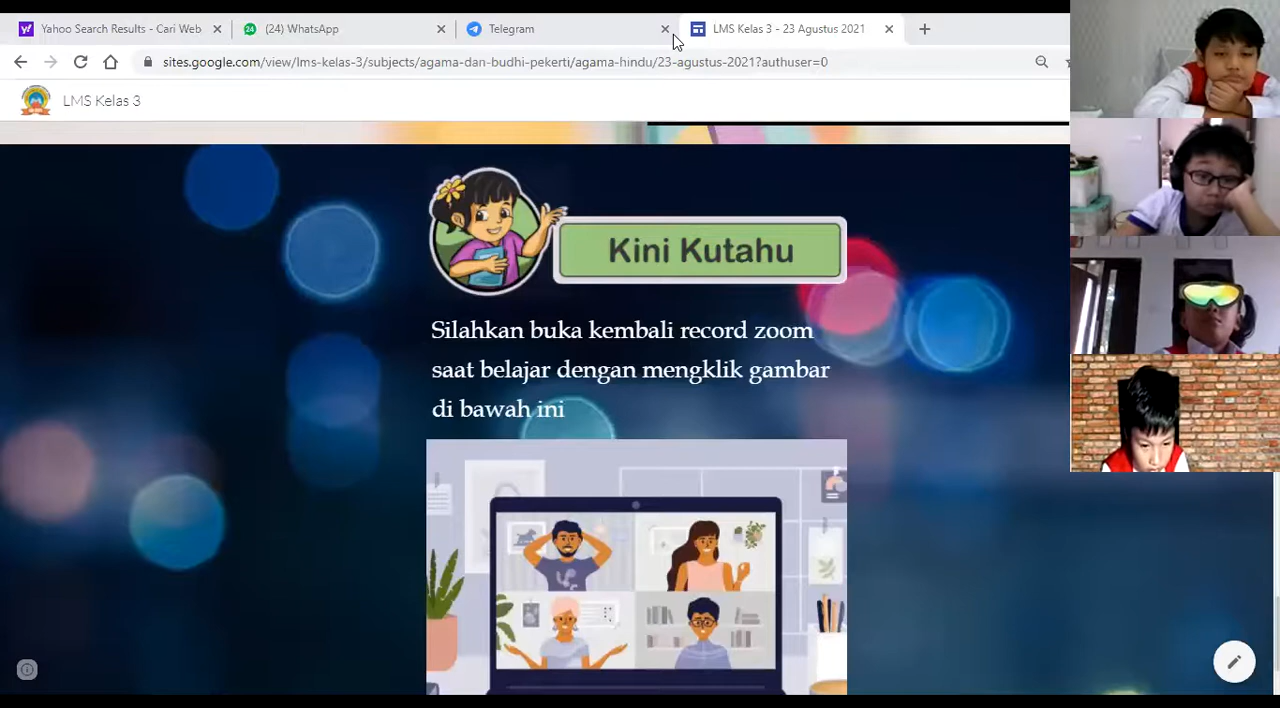 Yahoo Search Results - Cari Web
24 (24) WhatsApp
Telegram
LMS Kelas 3 - 23 Agustus 2021
sites.google.com/view/lms-kelas-3/subjects/agama-dan-budhi-pekerti/agama-hindu/23-agustus-2021?authuser=0
LMS Kelas 3
Kini Kutahu
Silahkan buka kembali record zoom
saat belajar dengan mengklik gambar
di bawah ini